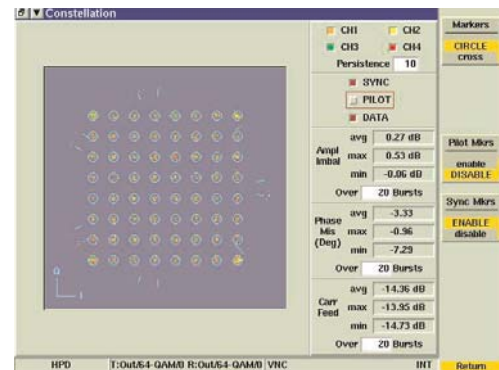 Constellation
CH1 CH2
CH3 CH4
Persistence 10
SYNC
PILOT
DATA
Ampl Imbal
avg 0.27 dB
max 0.53 dB
min -0.06 dB
Over 20 Bursts
Phase Mis (Deg)
avg -3.33
max -0.96
min -7.29
Over 20 Bursts
Carr Feed
avg -14.36 dB
max -13.95 dB
min -14.73 dB
Over 20 Bursts
Q
I
Markers
CIRCLE
cross
Pilot Mkrs
enable
DISABLE
Sync Mkrs
ENABLE
disable
Return
HPD T:Out/64-QAM/0 R:Out/64-QAM/0 VNC INT